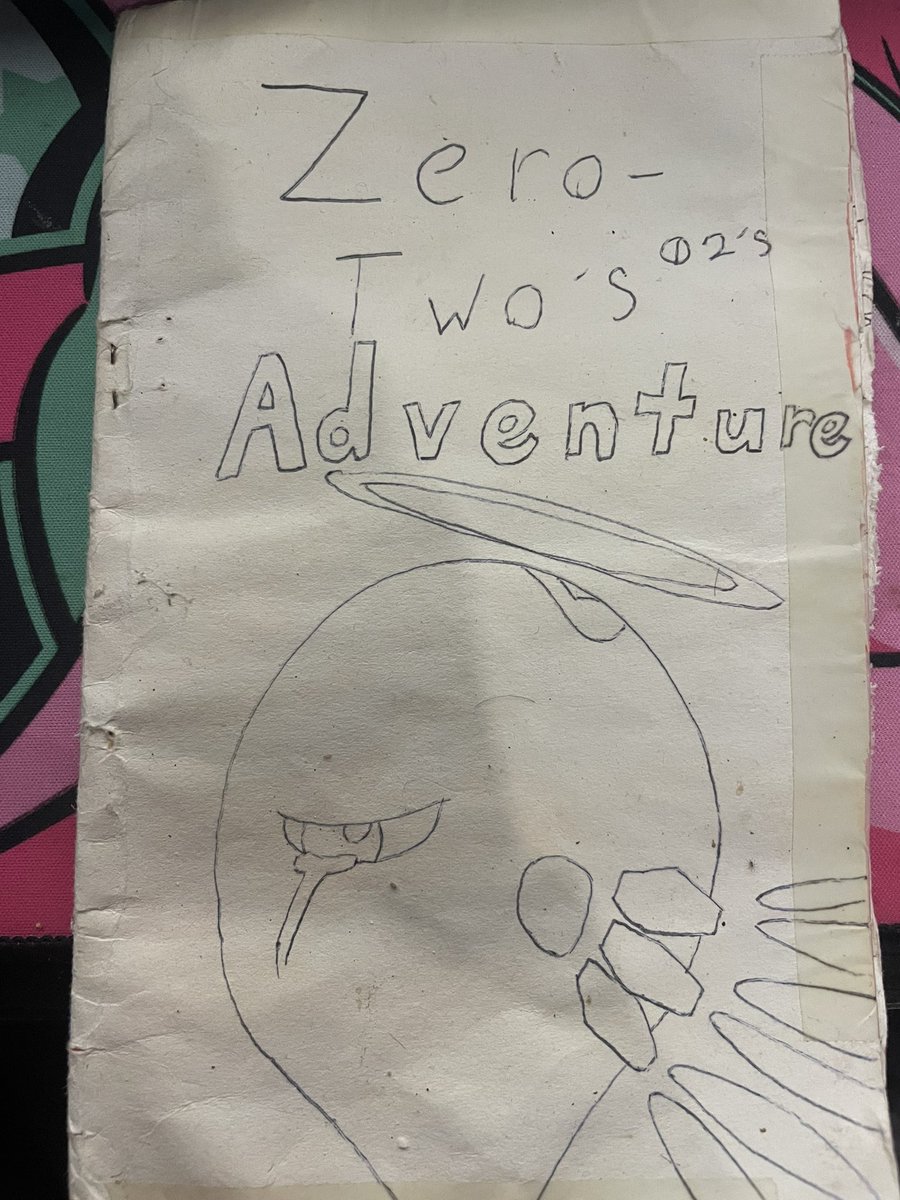 Zero-
Two's 02's
Adventure